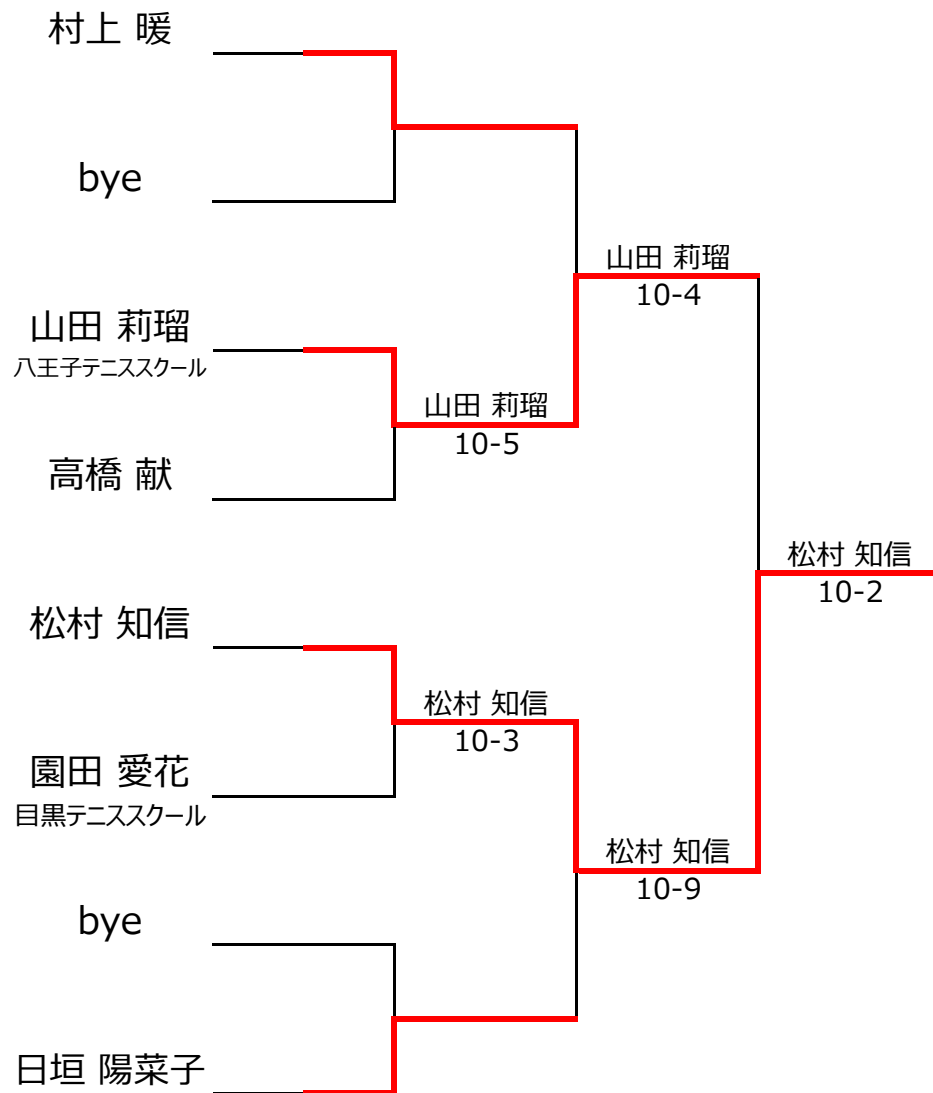 村上 暖
bye
山田 莉瑠
10-4
山田 莉瑠
八王子テニススクール
山田 莉瑠
10-5
高橋 献
松村 知信
10-2
松村 知信
松村 知信
10-3
園田 愛花
目黒テニススクール
松村 知信
10-9
bye
日垣 陽菜子